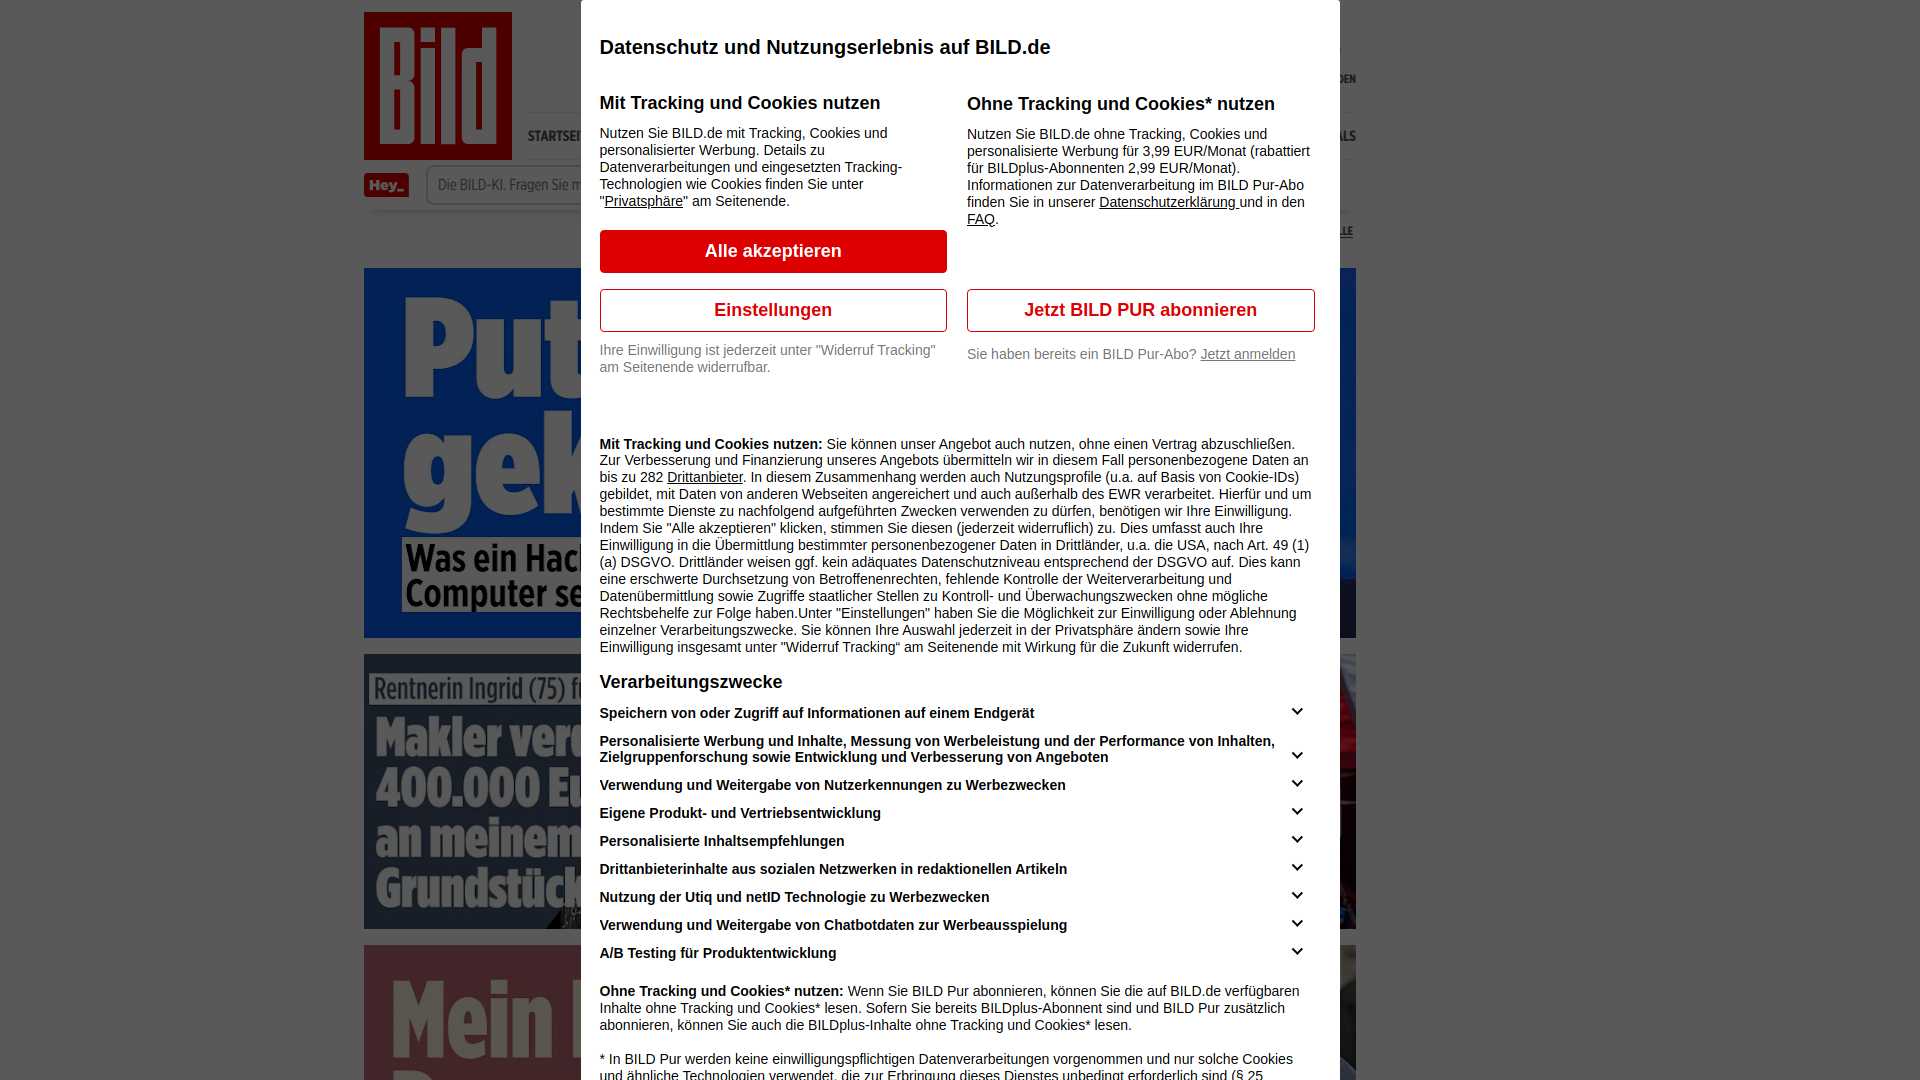 Bild
STARTSEI
Hey_
Die BILD-KI. Fragen Sie m
DEN
ALS
LLE
Put
gek
Was ein Hac
Computer se
Rentnerin Ingrid (75) fü
Makler verd
400.000 Eu
an meinem
Grundstück
Mein
Datenschutz und Nutzungserlebnis auf BILD.de
Mit Tracking und Cookies nutzen
Nutzen Sie BILD.de mit Tracking, Cookies und
personalisierter Werbung. Details zu
Datenverarbeitungen und eingesetzten Tracking-
Technologien wie Cookies finden Sie unter
"Privatsphäre" am Seitenende.
Alle akzeptieren
Einstellungen
Ihre Einwilligung ist jederzeit unter "Widerruf Tracking"
am Seitenende widerrufbar.
Ohne Tracking und Cookies* nutzen
Nutzen Sie BILD.de ohne Tracking, Cookies und
personalisierte Werbung für 3,99 EUR/Monat (rabattiert
für BILDplus-Abonnenten 2,99 EUR/Monat).
Informationen zur Datenverarbeitung im BILD Pur-Abo
finden Sie in unserer Datenschutzerklärung und in den
FAQ.
Jetzt BILD PUR abonnieren
Sie haben bereits ein BILD Pur-Abo? Jetzt anmelden
Mit Tracking und Cookies nutzen: Sie können unser Angebot auch nutzen, ohne einen Vertrag abzuschließen.
Zur Verbesserung und Finanzierung unseres Angebots übermitteln wir in diesem Fall personenbezogene Daten an
bis zu 282 Drittanbieter. In diesem Zusammenhang werden auch Nutzungsprofile (u.a. auf Basis von Cookie-IDs)
gebildet, mit Daten von anderen Webseiten angereichert und auch außerhalb des EWR verarbeitet. Hierfür und um
bestimmte Dienste zu nachfolgend aufgeführten Zwecken verwenden zu dürfen, benötigen wir Ihre Einwilligung.
Indem Sie "Alle akzeptieren" klicken, stimmen Sie diesen (jederzeit widerruflich) zu. Dies umfasst auch Ihre
Einwilligung in die Übermittlung bestimmter personenbezogener Daten in Drittländer, u.a. die USA, nach Art. 49 (1)
(a) DSGVO. Drittländer weisen ggf. kein adäquates Datenschutzniveau entsprechend der DSGVO auf. Dies kann
eine erschwerte Durchsetzung von Betroffenenrechten, fehlende Kontrolle der Weiterverarbeitung und
Datenübermittlung sowie Zugriffe staatlicher Stellen zu Kontroll- und Überwachungszwecken ohne mögliche
Rechtsbehelfe zur Folge haben.Unter "Einstellungen" haben Sie die Möglichkeit zur Einwilligung oder Ablehnung
einzelner Verarbeitungszwecke. Sie können Ihre Auswahl jederzeit in der Privatsphäre ändern sowie Ihre
Einwilligung insgesamt unter "Widerruf Tracking“ am Seitenende mit Wirkung für die Zukunft widerrufen.
Verarbeitungszwecke
Speichern von oder Zugriff auf Informationen auf einem Endgerät
Personalisierte Werbung und Inhalte, Messung von Werbeleistung und der Performance von Inhalten,
Zielgruppenforschung sowie Entwicklung und Verbesserung von Angeboten
Verwendung und Weitergabe von Nutzerkennungen zu Werbezwecken
Eigene Produkt- und Vertriebsentwicklung
Personalisierte Inhaltsempfehlungen
Drittanbieterinhalte aus sozialen Netzwerken in redaktionellen Artikeln
Nutzung der Utiq und netID Technologie zu Werbezwecken
Verwendung und Weitergabe von Chatbotdaten zur Werbeausspielung
A/B Testing für Produktentwicklung
Ohne Tracking und Cookies* nutzen: Wenn Sie BILD Pur abonnieren, können Sie die auf BILD.de verfügbaren
Inhalte ohne Tracking und Cookies* lesen. Sofern Sie bereits BILDplus-Abonnent sind und BILD Pur zusätzlich
abonnieren, können Sie auch die BILDplus-Inhalte ohne Tracking und Cookies* lesen.
* In BILD Pur werden keine einwilligungspflichtigen Datenverarbeitungen vorgenommen und nur solche Cookies
und ähnliche Technologien verwendet, die zur Erbringung dieses Dienstes unbedingt erforderlich sind (§ 25